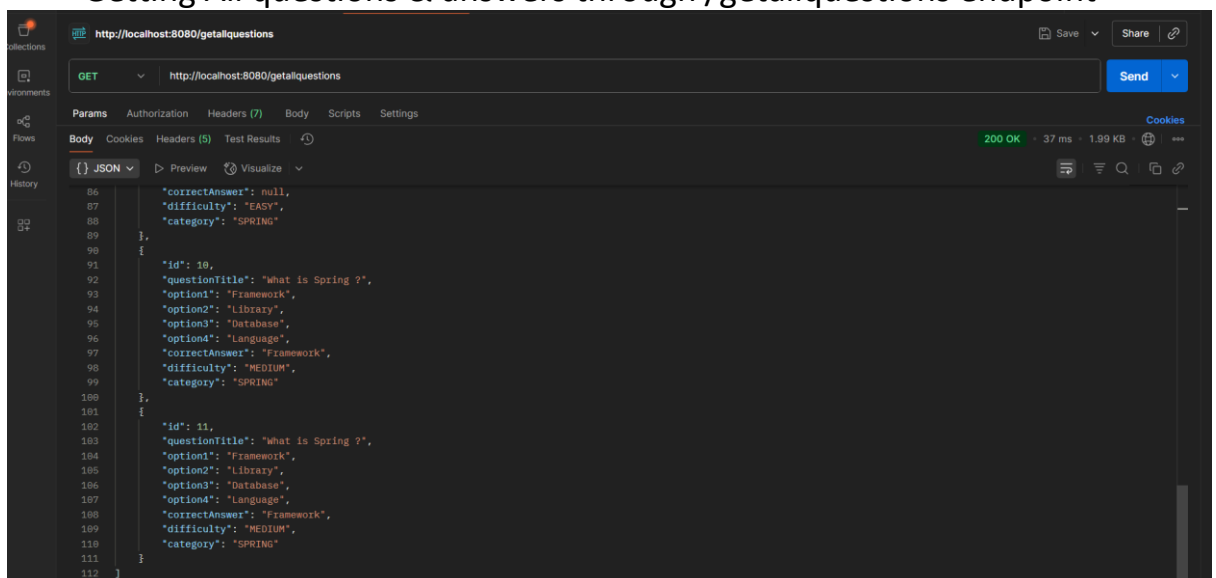 Getting All questions & answers through /getallquestions endpoint
Collections
HTTP http://localhost:8080/getallquestions
Save
Share
GET http://localhost:8080/getallquestions
Send
Environments
Params Authorization Headers (7) Body Scripts Settings
Cookies
Flows
Body Cookies Headers (5) Test Results
200 OK 37 ms 1.99 KB
{} JSON Preview Visualize
History
86 "correctAnswer": null,
87 "difficulty": "EASY",
88 "category": "SPRING"
89 },
90 {
91 "id": 10,
92 "questionTitle": "What is Spring ?",
93 "option1": "Framework",
94 "option2": "Library",
95 "option3": "Database",
96 "option4": "Language",
97 "correctAnswer": "Framework",
98 "difficulty": "MEDIUM",
99 "category": "SPRING"
100 },
101 {
102 "id": 11,
103 "questionTitle": "What is Spring ?",
104 "option1": "Framework",
105 "option2": "Library",
106 "option3": "Database",
107 "option4": "Language",
108 "correctAnswer": "Framework",
109 "difficulty": "MEDIUM",
110 "category": "SPRING"
111 }
112 ]